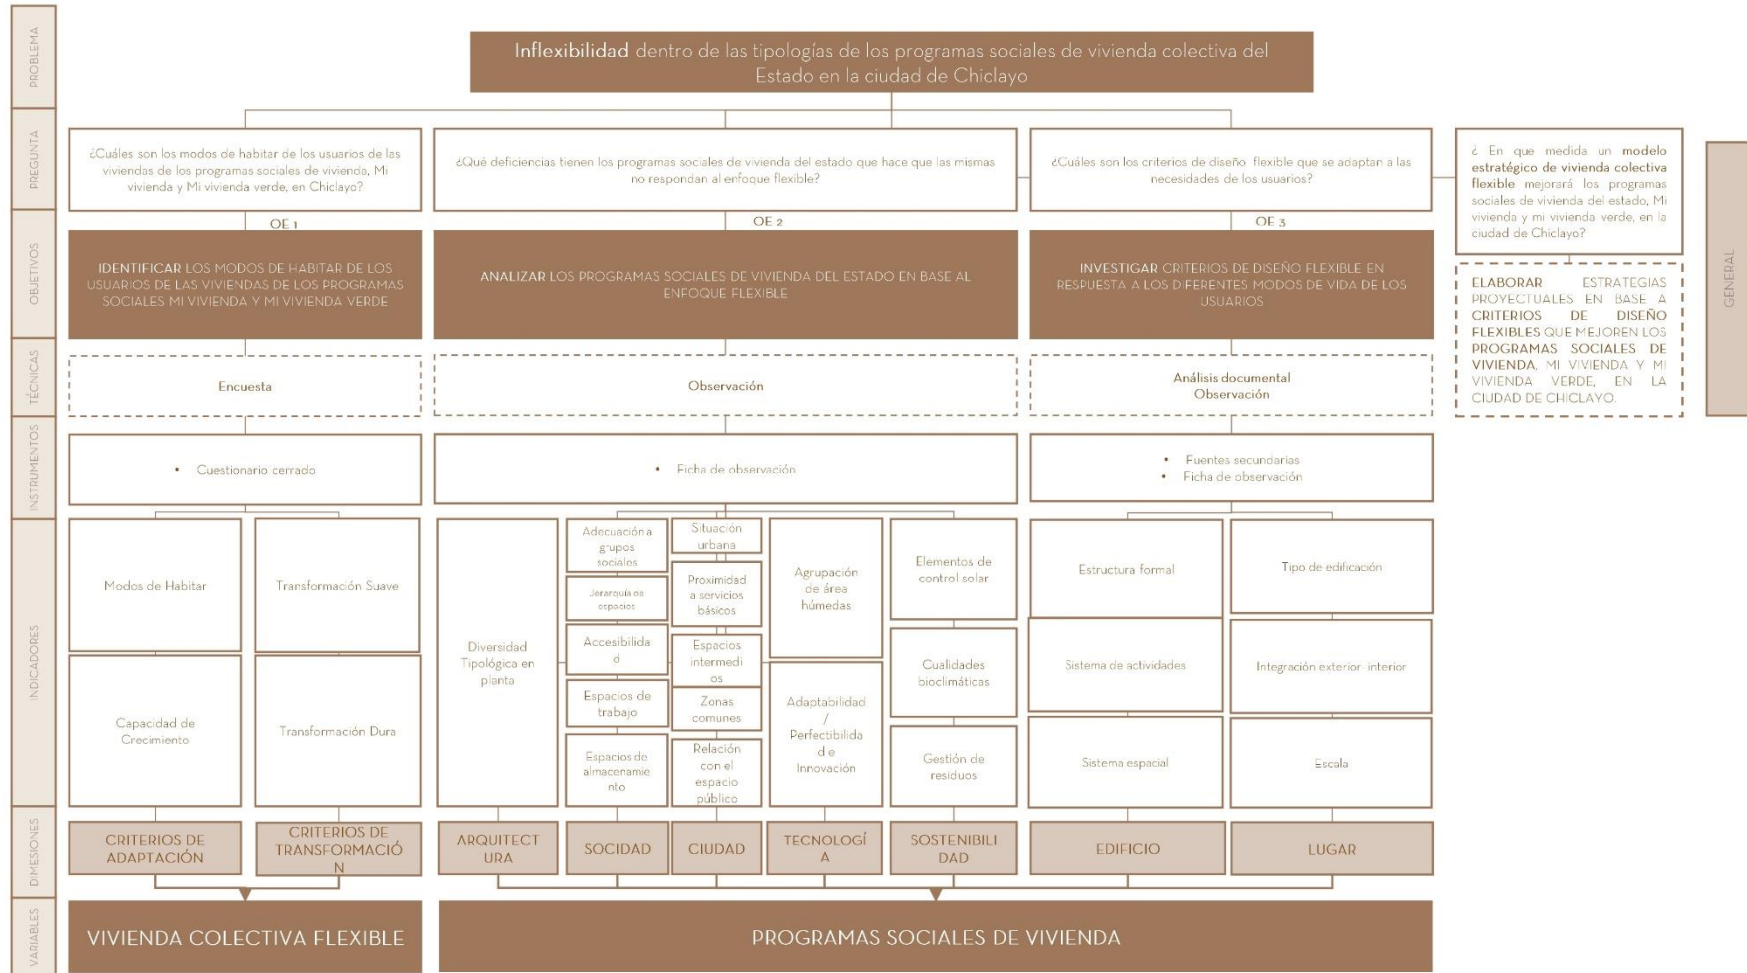 PROBLEMA
Inflexibilidad dentro de las tipologías de los programas sociales de vivienda colectiva del
Estado en la ciudad de Chiclayo
PREGUNTA
¿Cuáles son los modos de habitar de los usuarios de las
viviendas de los programas sociales de vivienda, Mi
vivienda y Mi vivienda verde, en Chiclayo?
¿Qué deficiencias tienen los programas sociales de vivienda del estado que hace que las mismas
no respondan al enfoque flexible?
¿Cuáles son los criterios de diseño flexible que se adaptan a las
necesidades de los usuarios?
¿ En que medida un modelo
estratégico de vivienda colectiva
flexible mejorará los programas
sociales de vivienda del estado, Mi
vivienda y mi vivienda verde, en la
ciudad de Chiclayo?
GENERAL
OBJETIVOS
OE 1
IDENTIFICAR LOS MODOS DE HABITAR DE LOS
USUARIOS DE LAS VIVIENDAS DE LOS PROGRAMAS
SOCIALES MI VIVIENDA Y MI VIVIENDA VERDE
OE 2
ANALIZAR LOS PROGRAMAS SOCIALES DE VIVIENDA DEL ESTADO EN BASE AL
ENFOQUE FLEXIBLE
OE 3
INVESTIGAR CRITERIOS DE DISEÑO FLEXIBLE EN
RESPUESTA A LOS DIFERENTES MODOS DE VIDA DE LOS
USUARIOS
ELABORAR ESTRATEGIAS
PROYECTUALES EN BASE A
CRITERIOS DE DISEÑO
FLEXIBLES QUE MEJOREN LOS
PROGRAMAS SOCIALES DE
VIVIENDA, MI VIVIENDA Y MI
VIVIENDA VERDE, EN LA
CIUDAD DE CHICLAYO.
TÉCNICAS
Encuesta
Observación
Análisis documental
Observación
INSTRUMENTOS
• Cuestionario cerrado
• Ficha de observación
• Fuentes secundarias
• Ficha de observación
INDICADORES
Modos de Habitar
Capacidad de
Crecimiento
Transformación Suave
Transformación Dura
Diversidad
Tipológica en
planta
Adecuación a
grupos
sociales
Jerarquía de
espacios
Accesibilida
d
Espacios de
trabajo
Espacios de
almacenamie
nto
Situación
urbana
Proximidad
a servicios
básicos
Espacios
intermedi
os
Zonas
comunes
Relación
con el
espacio
público
Agrupación
de área
húmedas
Adaptabilidad
/
Perfectibilida
d e
Innovación
Elementos de
control solar
Cualidades
bioclimáticas
Gestión de
residuos
Estructura formal
Sistema de actividades
Sistema espacial
Tipo de edificación
Integración exterior- interior
Escala
DIMESIONES
CRITERIOS DE
ADAPTACIÓN
CRITERIOS DE
TRANSFORMACIÓ
N
ARQUITECT
URA
SOCIDAD
CIUDAD
TECNOLOGÍ
A
SOSTENIBILI
DAD
EDIFICIO
LUGAR
VARIABLES
VIVIENDA COLECTIVA FLEXIBLE
PROGRAMAS SOCIALES DE VIVIENDA